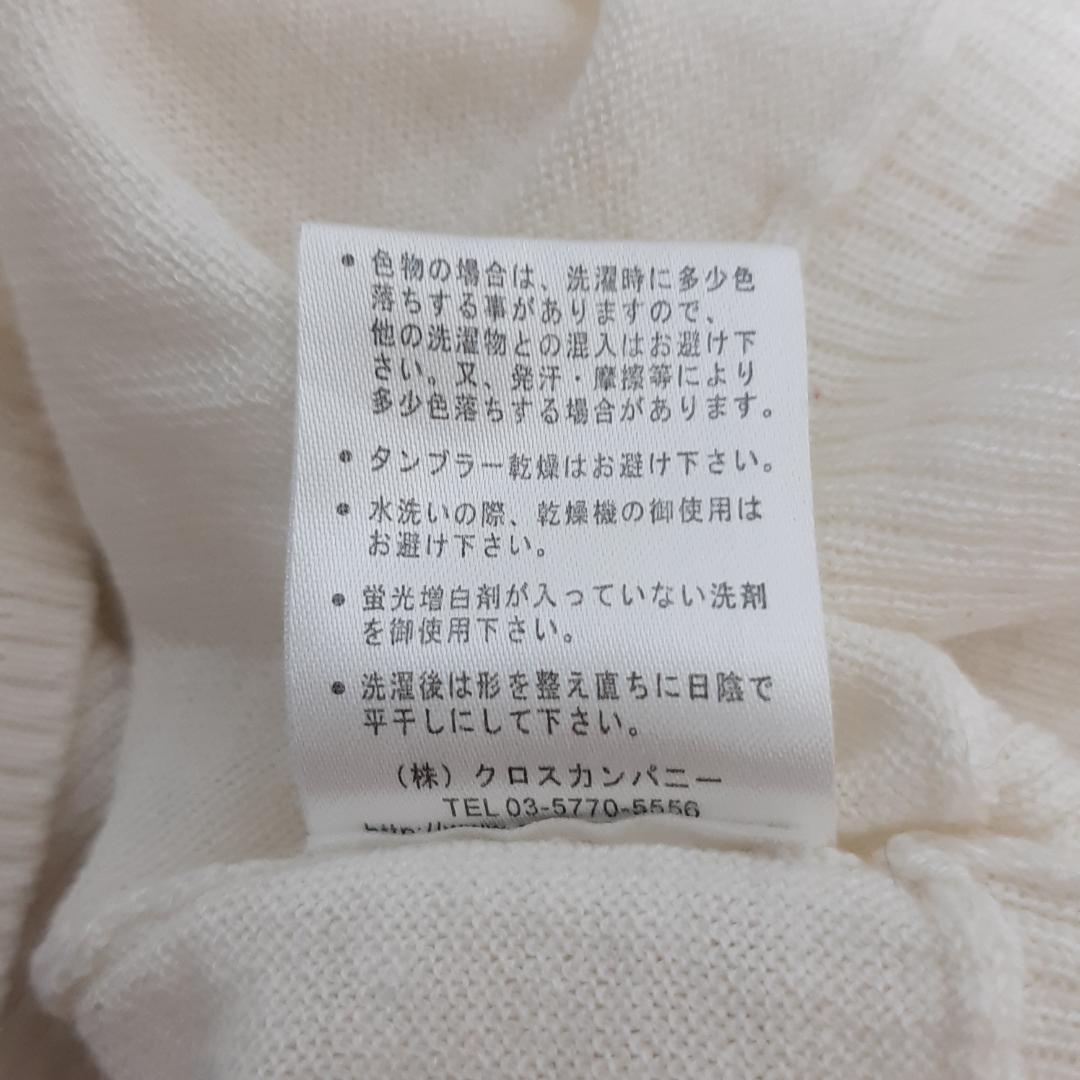 ・色物の場合は、洗濯時に多少色
落ちする事がありますので、
他の洗濯物との混入はお避け下
さい。又、発汗・摩擦等により
多少色落ちする場合があります。
・タンブラー乾燥はお避け下さい。
・水洗いの際、乾燥機の御使用は
お避け下さい。
・蛍光増白剤が入っていない洗剤
を御使用下さい。
・洗濯後は形を整え直ちに日陰で
平干しにして下さい。
(株)クロスカンパニー
TEL 03-5770-5556
http://www.